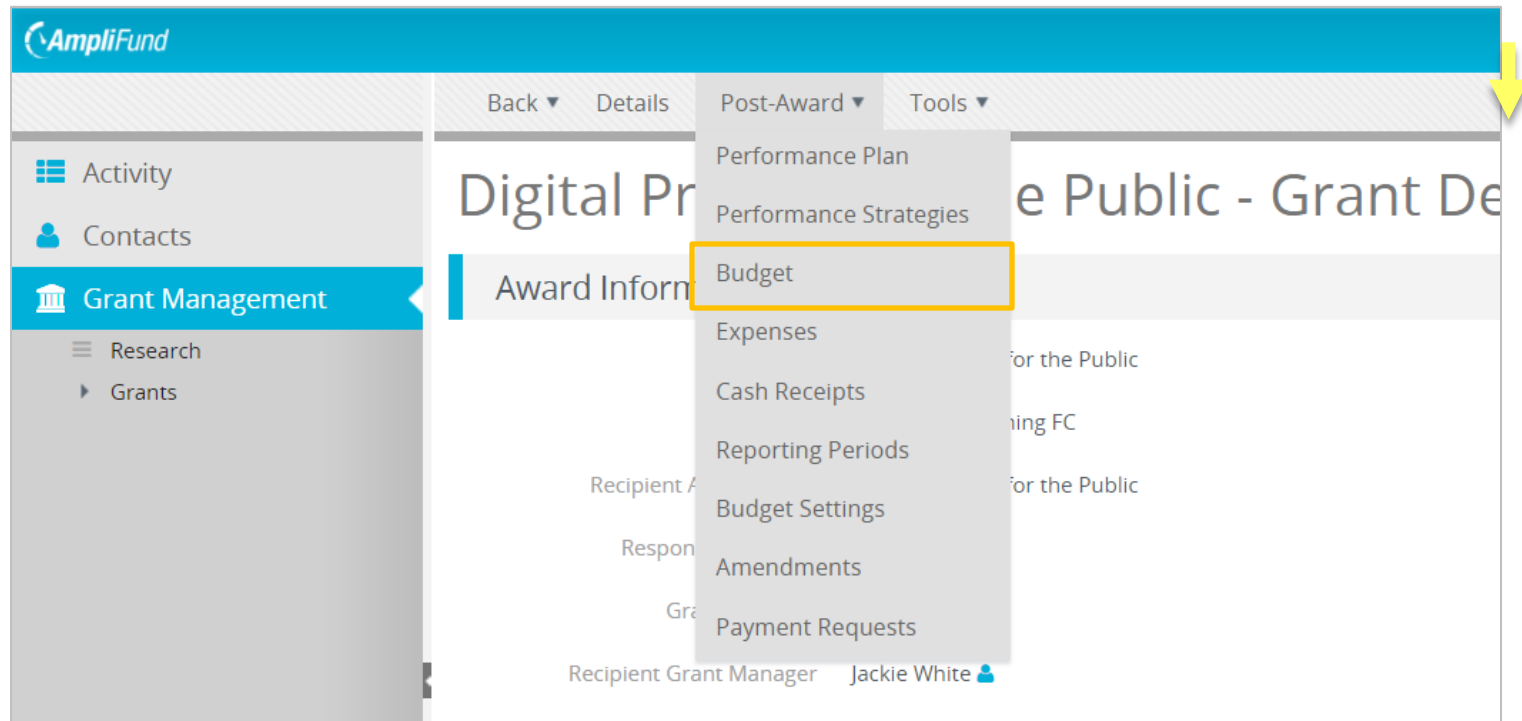 AmpliFund
Back Details Post-Award Tools
Activity
Contacts
Grant Management
Research
Grants
Performance Plan
Performance Strategies
Budget
Expenses
Cash Receipts
Reporting Periods
Budget Settings
Amendments
Payment Requests
Digital Pr e Public - Grant De
Award Inform
for the Public
ning FC
Recipient A for the Public
Respon
Gra
Recipient Grant Manager Jackie White